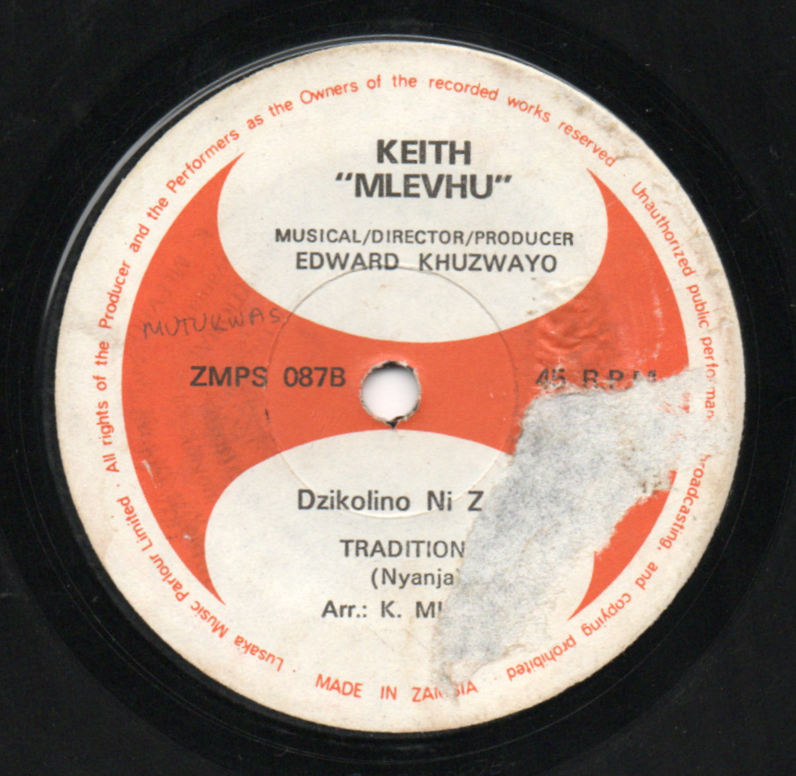 All rights of the Producer and the Performers as the Owners of the recorded works reserved
Unauthorized public broadcasting, and copying prohibited
KEITH
"MLEVHU"
MUSICAL/DIRECTOR/PRODUCER
EDWARD KHUZWAYO
MUTUKWAS
ZMPS 087B
45 R.P.M
Dzikolino Ni Z
TRADITION
(Nyanja
Arr.: K. M
Lusaka Music Parlour Limited.
MADE IN ZAMBIA